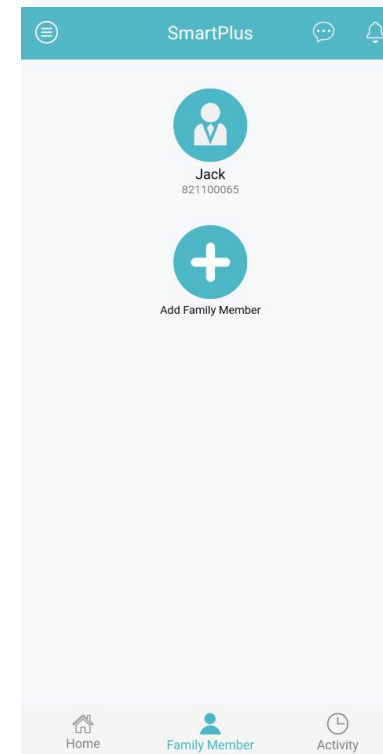 SmartPlus
Jack
821100065
Add Family Member
Home
Family Member
Activity